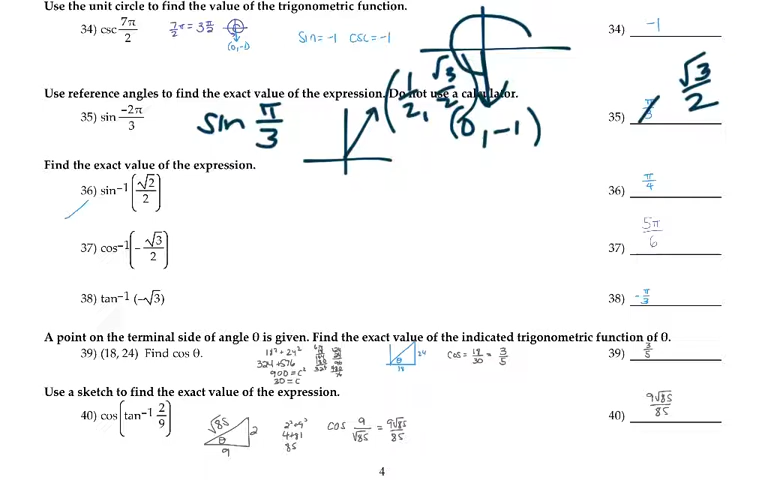 Use the unit circle to find the value of the trigonometric function.
34) csc 7π/2
7/2 π = 3 π/2
(0,-1)
sin = -1 csc = -1
34) -1
Use reference angles to find the exact value of the expression. Do not use a calculator.
35) sin -2π/3
sin π/3
(1/2, √3/2)
(0, -1)
35) √3/2
Find the exact value of the expression.
36) sin⁻¹(√2/2)
36) π/4
37) cos⁻¹(-√3/2)
37) 5π/6
38) tan⁻¹ (-√3)
38) -π/3
A point on the terminal side of angle θ is given. Find the exact value of the indicated trigonometric function of θ.
39) (18, 24) Find cos θ.
18² + 24²
324 + 576
900 = c²
30 = c
θ
24
18
cos = 18/30 = 3/5
39) 3/5
Use a sketch to find the exact value of the expression.
40) cos(tan⁻¹ 2/9)
√85
2
θ
9
2² + 9²
4 + 81
85
cos 9/√85 = 9√85/85
40) 9√85/85
4